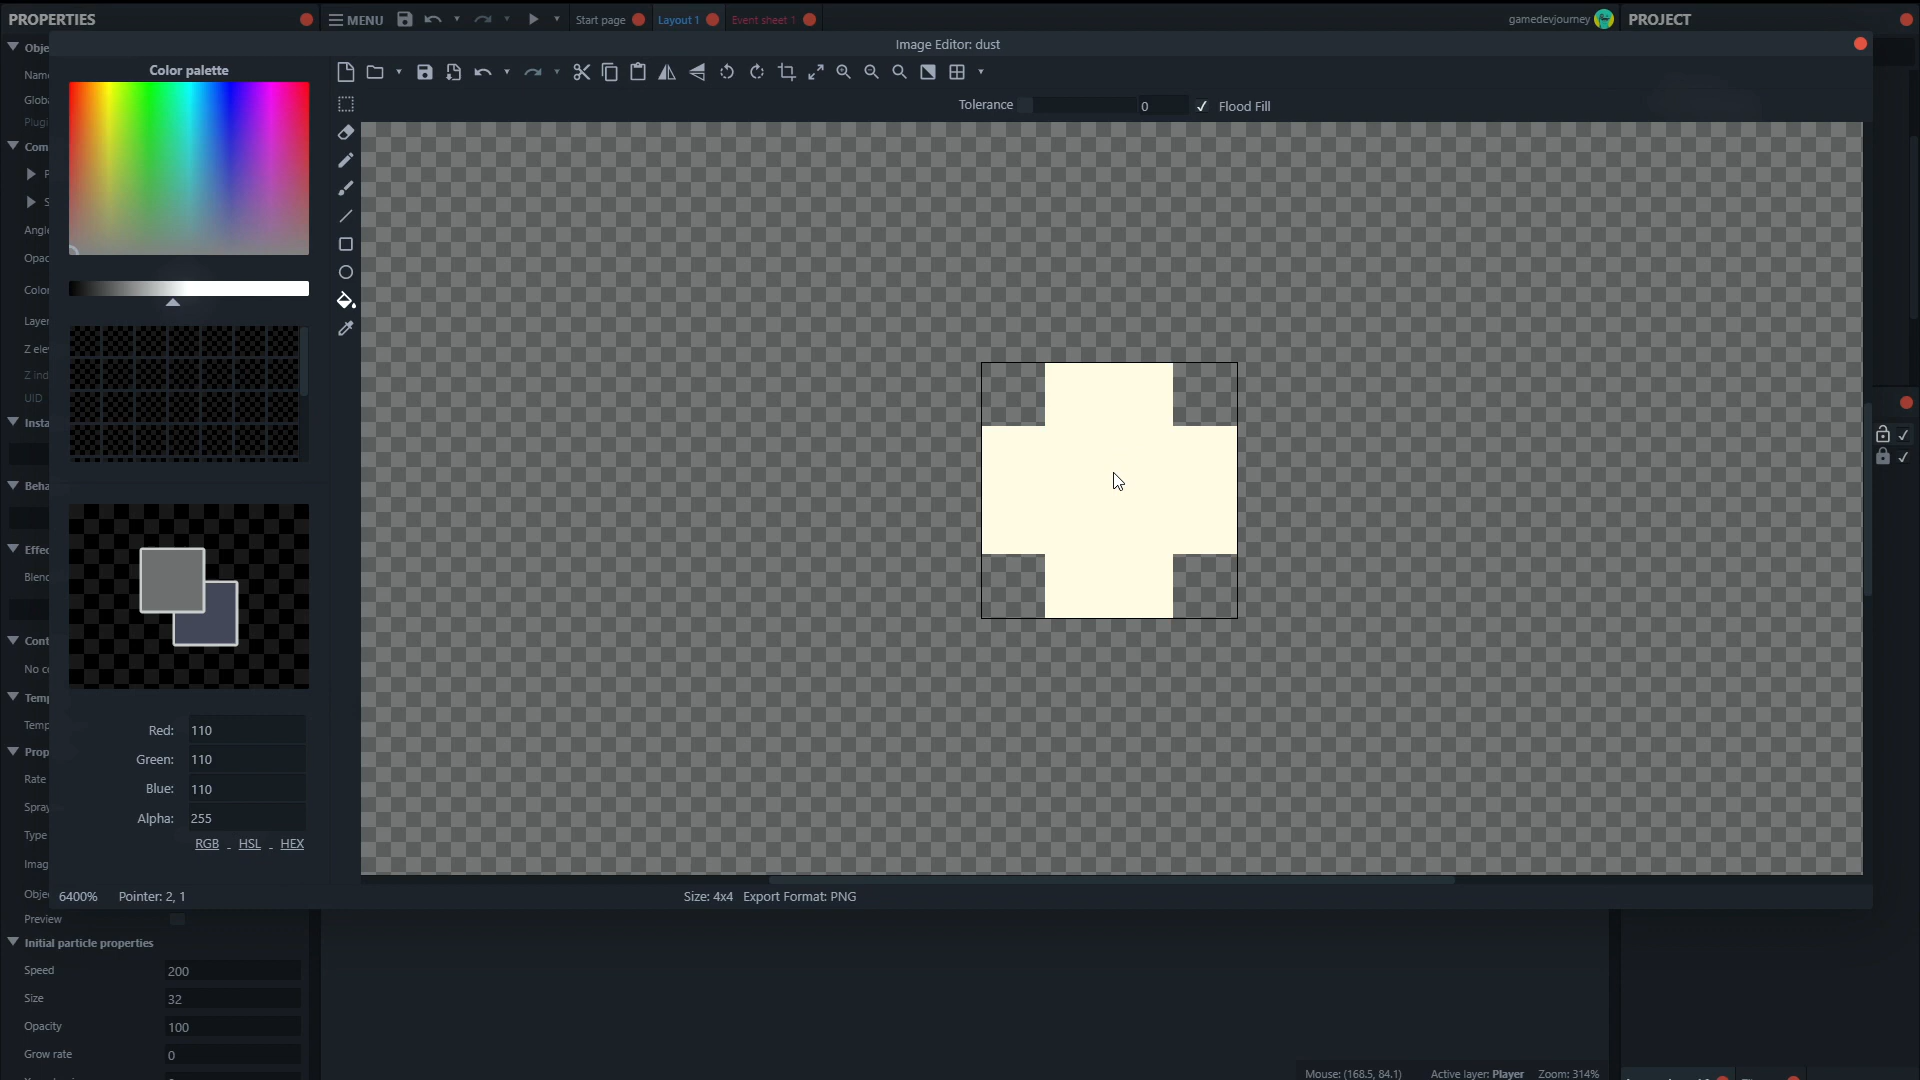 PROPERTIES
MENU
Start page
Layout 1
Event sheet 1
gamedevjourney
PROJECT
Image Editor: dust
Color palette
Tolerance
0
Flood Fill
Red: 110
Green: 110
Blue: 110
Alpha: 255
RGB - HSL - HEX
6400%
Pointer: 2, 1
Size: 4x4
Export Format: PNG
UID
Rate
Type
Preview
Initial particle properties
Speed 200
Size 32
Opacity 100
Grow rate 0
Mouse: (168.5, 84.1)
Active layer: Player
Zoom: 314%